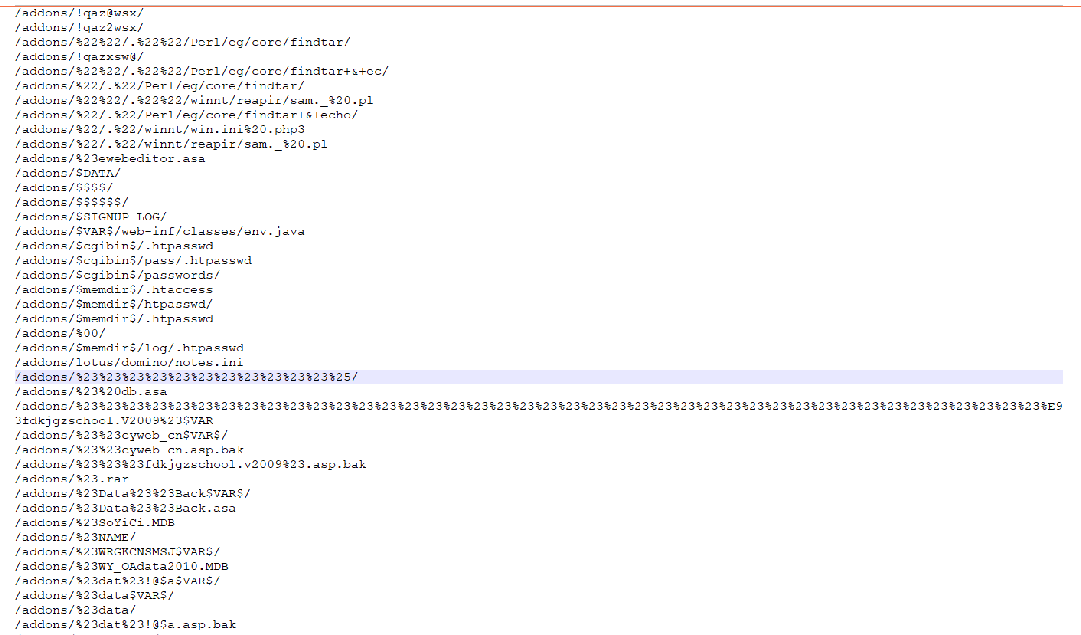 /addons/!qaz@wsx/
/addons/!qaz2wsx/
/addons/%22%22/.%22%22/Perl/eg/core/findtar/
/addons/!qazxsw@/
/addons/%22%22/.%22%22/Perl/eg/core/findtar+&+ec/
/addons/%22/.%22/Perl/eg/core/findtar/
/addons/%22%22/.%22%22/winnt/reapir/sam._%20.pl
/addons/%22/.%22/Perl/eg/core/findtar+&+echo/
/addons/%22/.%22/winnt/win.ini%20.php3
/addons/%22/.%22/winnt/reapir/sam._%20.pl
/addons/%23ewebeditor.asa
/addons/$DATA/
/addons/$$$$/
/addons/$$$$$$/
/addons/$SIGNUP_LOG/
/addons/$VAR$/web-inf/classes/env.java
/addons/$cgibin$/.htpasswd
/addons/$cgibin$/pass/.htpasswd
/addons/$cgibin$/passwords/
/addons/$memdir$/.htaccess
/addons/$memdir$/htpasswd/
/addons/$memdir$/.htpasswd
/addons/%00/
/addons/$memdir$/log/.htpasswd
/addons/lotus/domino/notes.ini
/addons/%23%23%23%23%23%23%23%23%23%23%23%25/
/addons/%23%20db.asa
/addons/%23%23%23%23%23%23%23%23%23%23%23%23%23%23%23%23%23%23%23%23%23%23%23%23%23%23%23%23%23%23%23%23%23%23%23%23%23%23%23%23%23%E9
3fdkjgzschool.V2009%23$VAR
/addons/%23%23cyweb_cn$VAR$/
/addons/%23%23cyweb_cn.asp.bak
/addons/%23%23%23fdkjgzschool.v2009%23.asp.bak
/addons/%23.rar
/addons/%23Data%23%23Back$VAR$/
/addons/%23Data%23%23Back.asa
/addons/%23SoYiCi.MDB
/addons/%23NAME/
/addons/%23WRGKCNSMSJ$VAR$/
/addons/%23WY_OAdata2010.MDB
/addons/%23dat%23!@$a$VAR$/
/addons/%23data$VAR$/
/addons/%23data/
/addons/%23dat%23!@$a.asp.bak